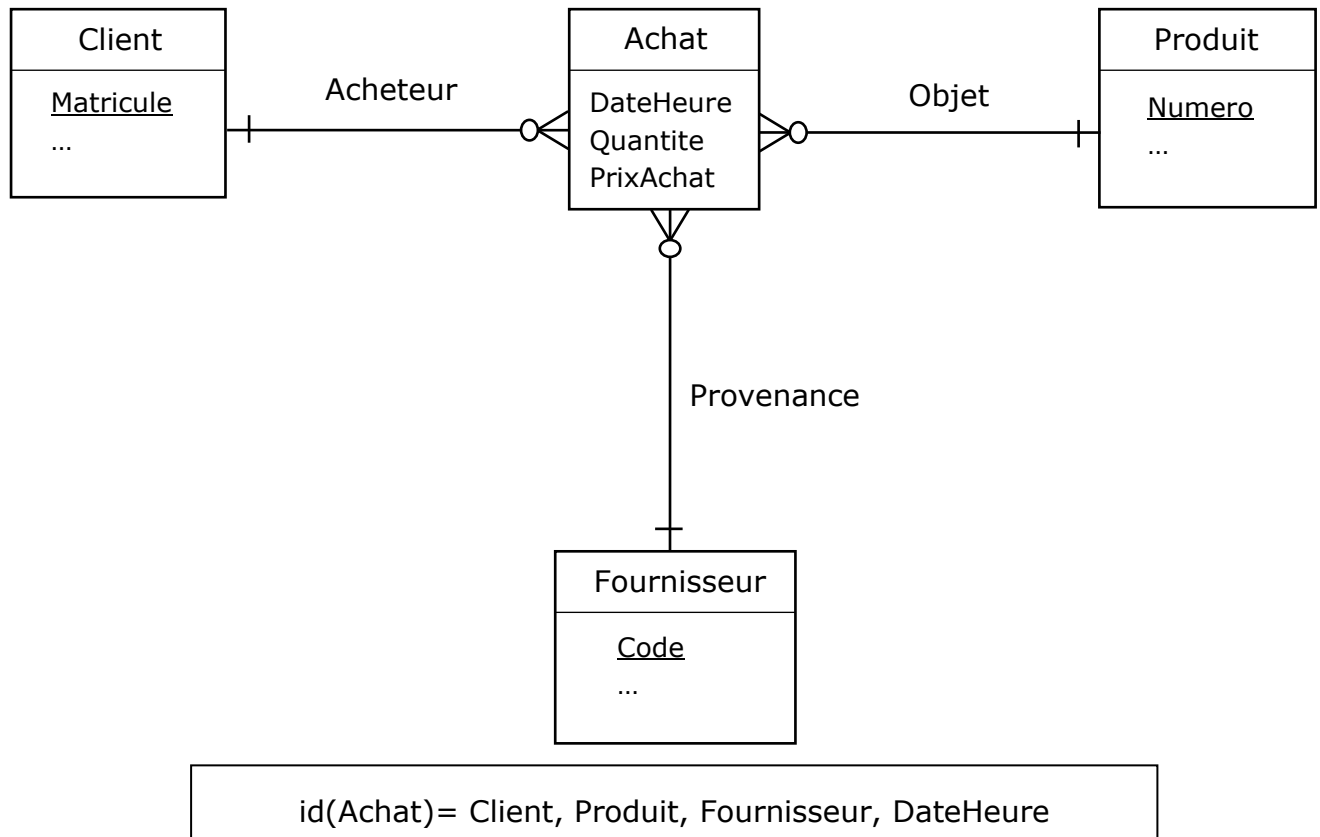 Client
Matricule
...
Acheteur
Achat
DateHeure
Quantite
PrixAchat
Objet
Produit
Numero
...
Provenance
Fournisseur
Code
...
id(Achat)= Client, Produit, Fournisseur, DateHeure